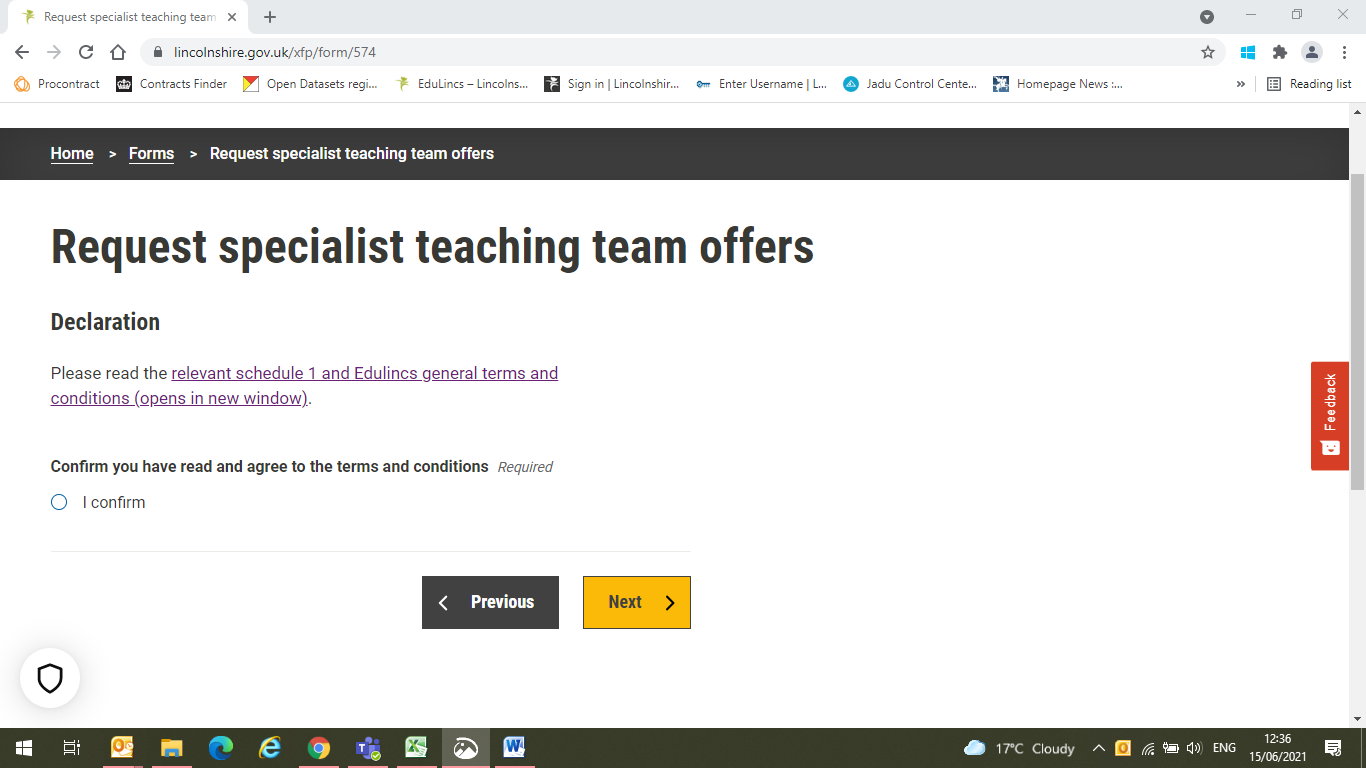 Request specialist teaching team
lincolnshire.gov.uk/xfp/form/574
Procontract
Contracts Finder
Open Datasets regi...
EduLincs – Lincolns...
Sign in | Lincolnshir...
Enter Username | L...
Jadu Control Cente...
Homepage News :...
»
Reading list
Home > Forms > Request specialist teaching team offers
Request specialist teaching team offers
Declaration
Please read the relevant schedule 1 and Edulincs general terms and
conditions (opens in new window).
Confirm you have read and agree to the terms and conditions Required
I confirm
Previous
Next
Feedback
17°C Cloudy
ENG
12:36
15/06/2021